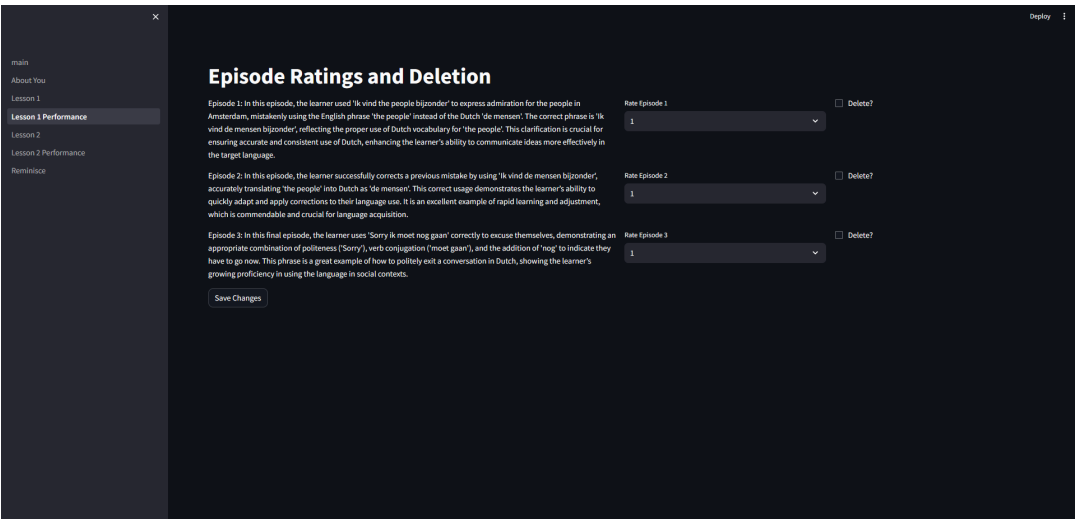 Deploy
main
About You
Lesson 1
Lesson 1 Performance
Lesson 2
Lesson 2 Performance
Reminisce
Episode Ratings and Deletion
Episode 1: In this episode, the learner used 'Ik vind the people bijzonder' to express admiration for the people in
Amsterdam, mistakenly using the English phrase 'the people' instead of the Dutch 'de mensen'. The correct phrase is 'Ik
vind de mensen bijzonder', reflecting the proper use of Dutch vocabulary for 'the people'. This clarification is crucial for
ensuring accurate and consistent use of Dutch, enhancing the learner's ability to communicate ideas more effectively in
the target language.
Rate Episode 1
1
Delete?
Episode 2: In this episode, the learner successfully corrects a previous mistake by using 'Ik vind de mensen bijzonder',
accurately translating 'the people' into Dutch as 'de mensen'. This correct usage demonstrates the learner's ability to
quickly adapt and apply corrections to their language use. It is an excellent example of rapid learning and adjustment,
which is commendable and crucial for language acquisition.
Rate Episode 2
1
Delete?
Episode 3: In this final episode, the learner uses 'Sorry ik moet nog gaan' correctly to excuse themselves, demonstrating an
appropriate combination of politeness ('Sorry'), verb conjugation ('moet gaan'), and the addition of 'nog' to indicate they
have to go now. This phrase is a great example of how to politely exit a conversation in Dutch, showing the learner's
growing proficiency in using the language in social contexts.
Rate Episode 3
1
Delete?
Save Changes